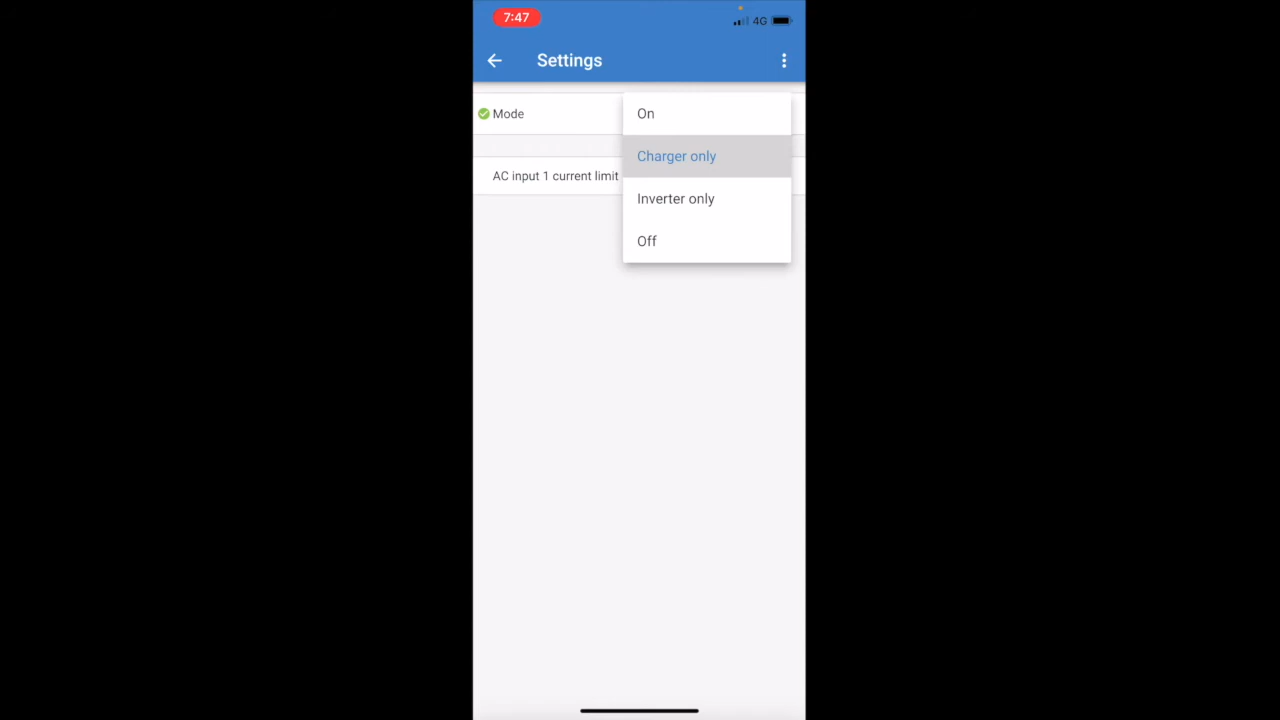 7:47
4G
Settings
Mode
On
Charger only
AC input 1 current limit
Inverter only
Off